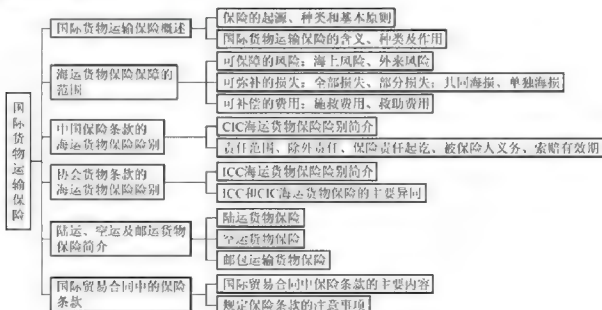 国际货物运输保险
国际货物运输保险概述
保险的起源、种类和基本原则
国际货物运输保险的含义、种类及作用
海运货物保险保障的
范围
可保障的风险：海上风险、外来风险
可弥补的损失：全部损失、部分损失；共同海损、单独海损
可补偿的费用：施救费用、救助费用
中国保险条款的
海运货物保险险别
CIC海运货物保险险别简介
责任范围、除外责任、保险责任起讫、被保险人义务、索赔有效期
协会货物条款的
海运货物保险险别
ICC海运货物保险险别简介
ICC和CIC海运货物保险的主要异同
陆运、空运及邮运货物
保险简介
陆运货物保险
空运货物保险
邮包运输货物保险
国际贸易合同中的保险
条款
国际贸易合同中保险条款的主要内容
规定保险条款的注意事项